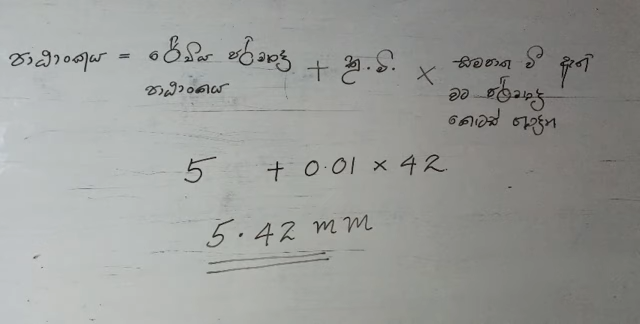 පාඨාංකය = රේඛීය පරිමාණ + කු.මි. × සමපාත වී ඇති
පාඨාංකය වට පරිමාණ
කොටස් ගණන
5 + 0.01 × 42
5.42 mm